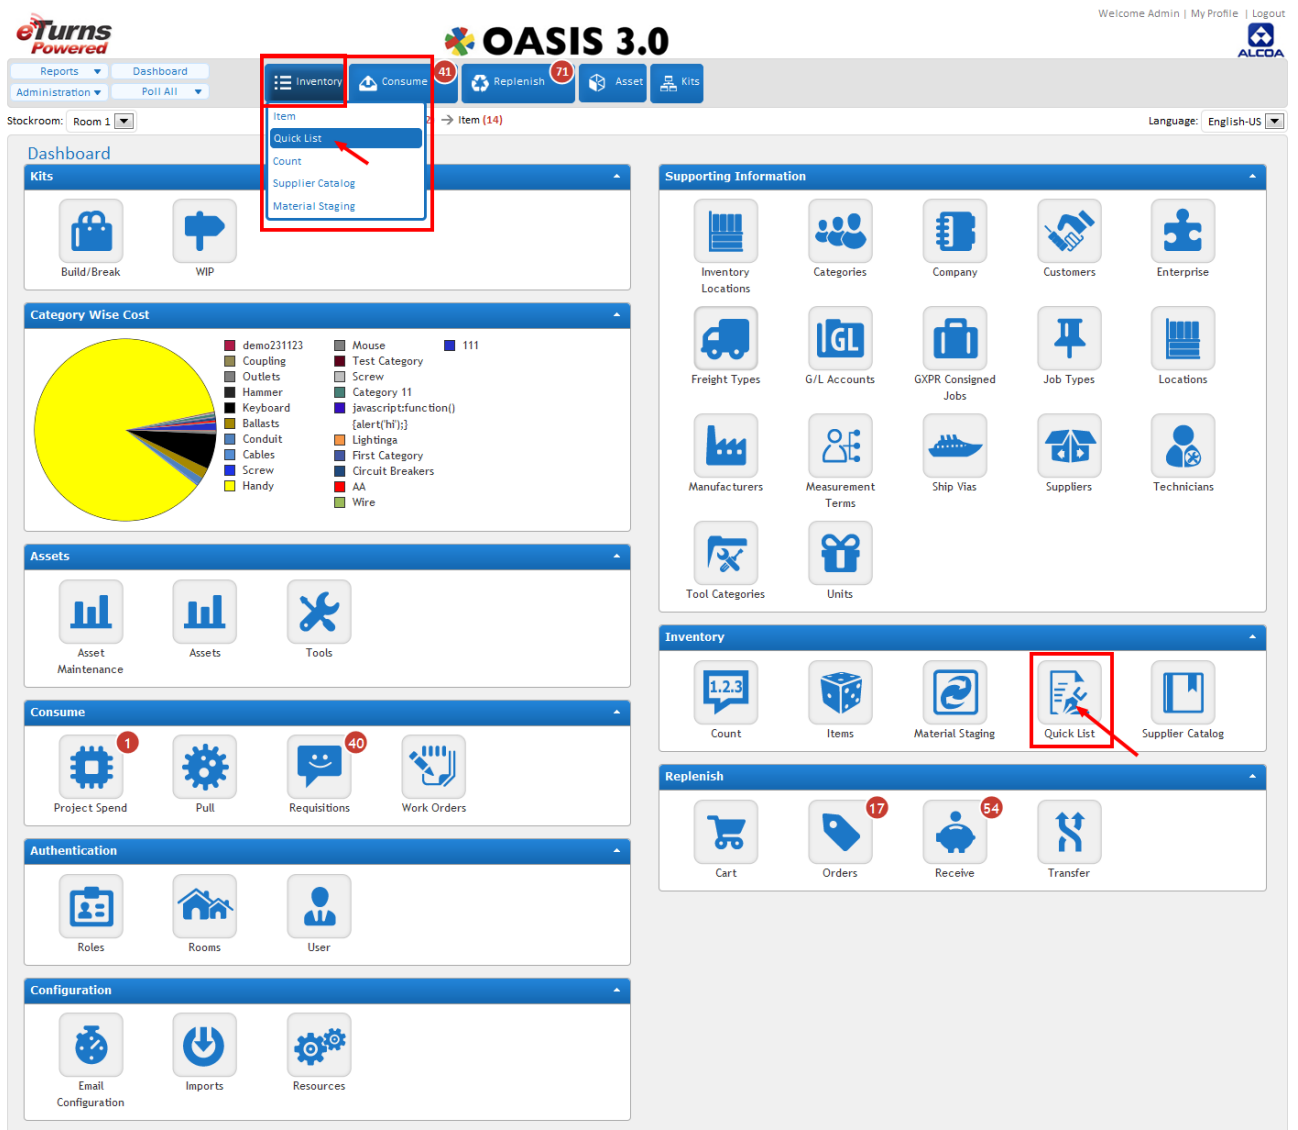 Welcome Admin | My Profile | Logout
eTurns
Powered
OASIS 3.0
ALCOA
Reports Dashboard
Administration Poll All
Inventory Consume 41 Replenish 71 Asset Kits
Stockroom: Room 1
Item (14)
Language: English-US
Item
Quick List
Count
Supplier Catalog
Material Staging
Dashboard
Kits
Build/Break WIP
Category Wise Cost
demo231123
Coupling
Outlets
Hammer
Keyboard
Ballasts
Conduit
Cables
Screw
Handy
Mouse
Test Category
Screw
Category 11
javascript:function()
{alert('hi');}
Lightinga
First Category
Circuit Breakers
AA
Wire
111
Assets
Asset
Maintenance
Assets
Tools
Consume
1
40
Project Spend Pull Requisitions Work Orders
Authentication
Roles Rooms User
Configuration
Email
Configuration
Imports
Resources
Supporting Information
Inventory
Locations
Categories
Company
Customers
Enterprise
GL
Freight Types
G/L Accounts
GXPR Consigned
Jobs
Job Types
Locations
Manufacturers
Measurement
Terms
Ship Vias
Suppliers
Technicians
Tool Categories
Units
Inventory
1.2.3
Count Items Material Staging Quick List Supplier Catalog
Replenish
17
54
Cart Orders Receive Transfer